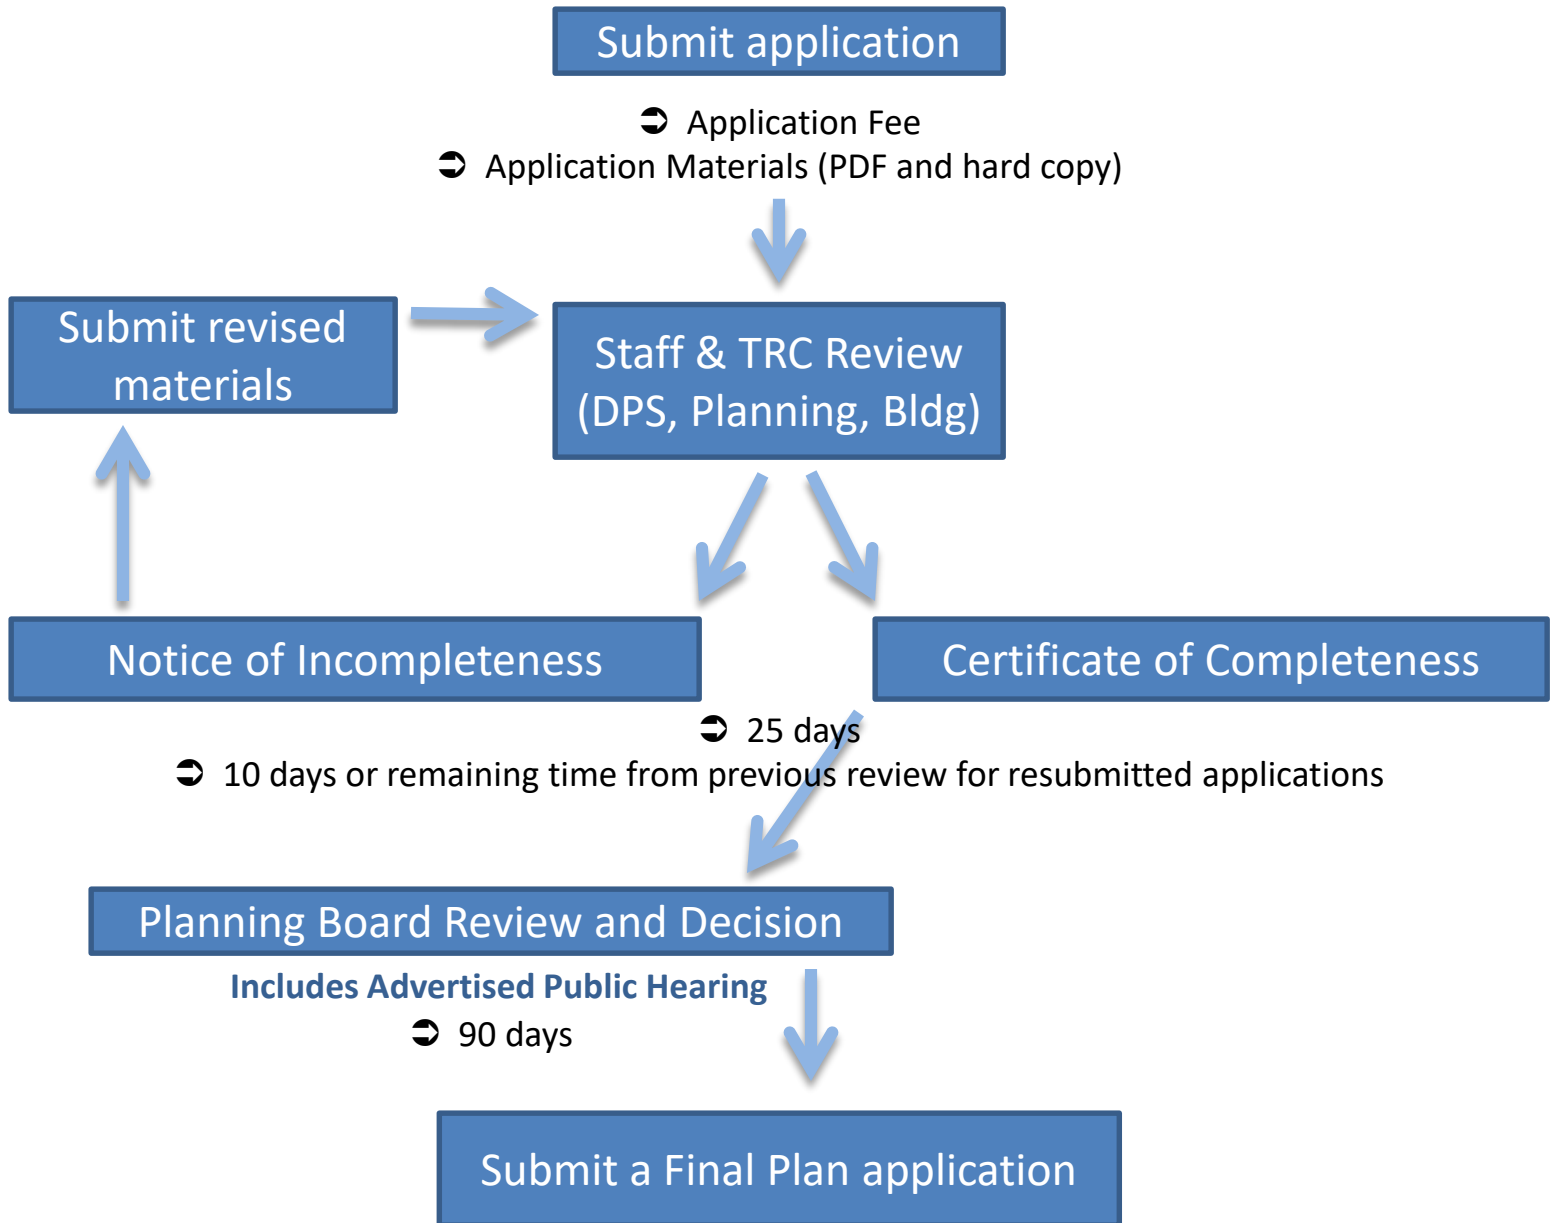 Submit application
➲ Application Fee
➲ Application Materials (PDF and hard copy)
Submit revised
materials
Staff & TRC Review
(DPS, Planning, Bldg)
Notice of Incompleteness
Certificate of Completeness
➲ 25 days
➲ 10 days or remaining time from previous review for resubmitted applications
Planning Board Review and Decision
Includes Advertised Public Hearing
➲ 90 days
Submit a Final Plan application